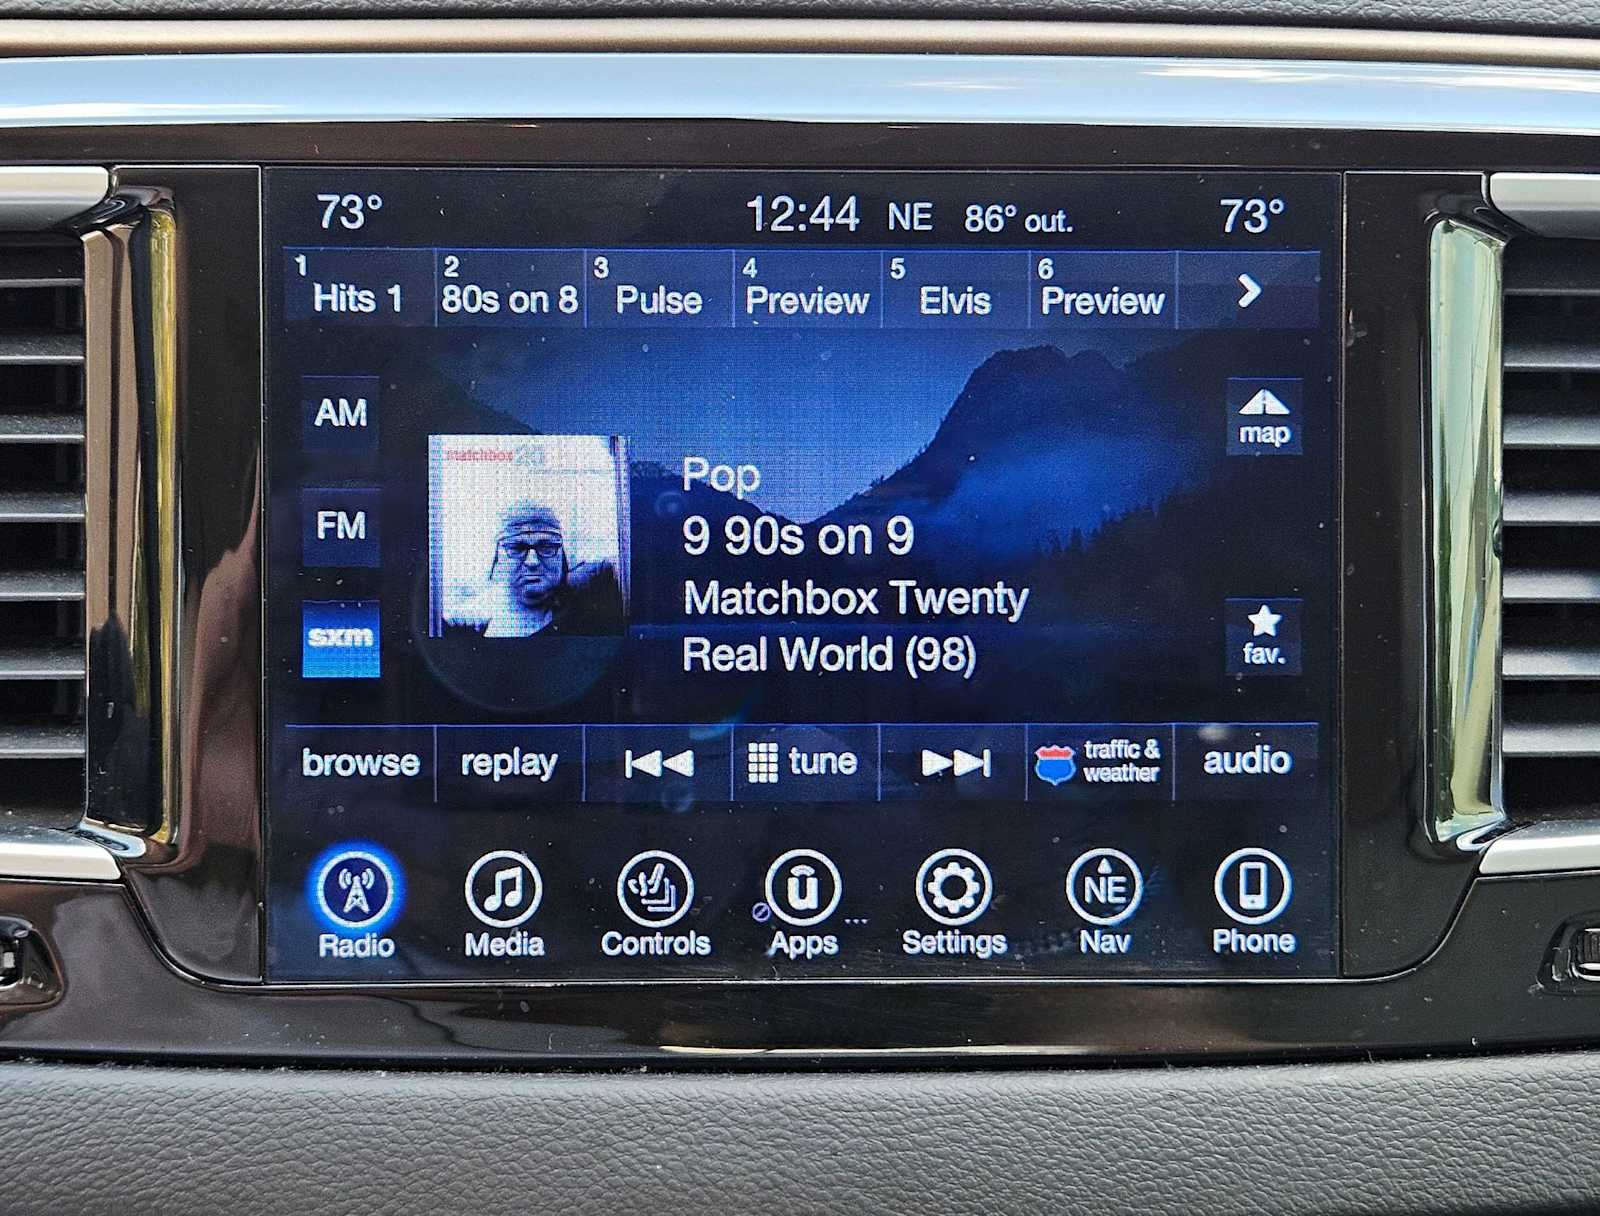 73° 12:44 NE 86° out. 73°
1 2 3 4 5 6
Hits 1 80s on 8 Pulse Preview Elvis Preview
AM
FM
sxm
matchbox 20
Pop
9 90s on 9
Matchbox Twenty
Real World (98)
map
fav.
browse replay tune traffic & weather audio
u NE
Radio Media Controls Apps ... Settings Nav Phone